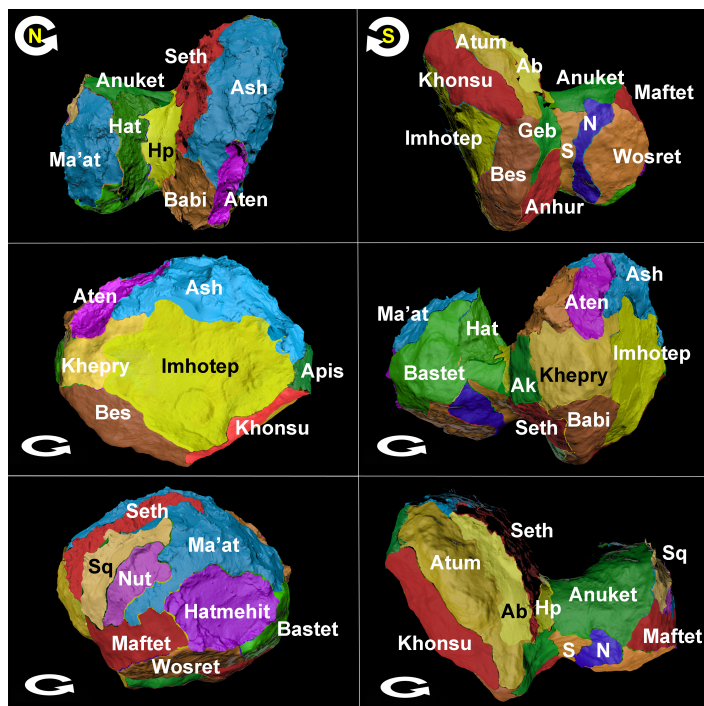 N
Seth
Anuket
Ash
Hat
Hp
Ma'at
Babi
Aten
S
Atum
Ab
Khonsu
Anuket
Maftet
Imhotep
Geb
N
S
Wosret
Bes
Anhur
Aten
Ash
Khepry
Imhotep
Apis
Bes
Khonsu
Ash
Aten
Ma'at
Hat
Imhotep
Bastet
Ak
Khepry
Seth
Babi
Seth
Ma'at
Sq
Nut
Hatmehit
Bastet
Maftet
Wosret
Seth
Sq
Atum
Anuket
Hp
Ab
Maftet
Khonsu
S
N